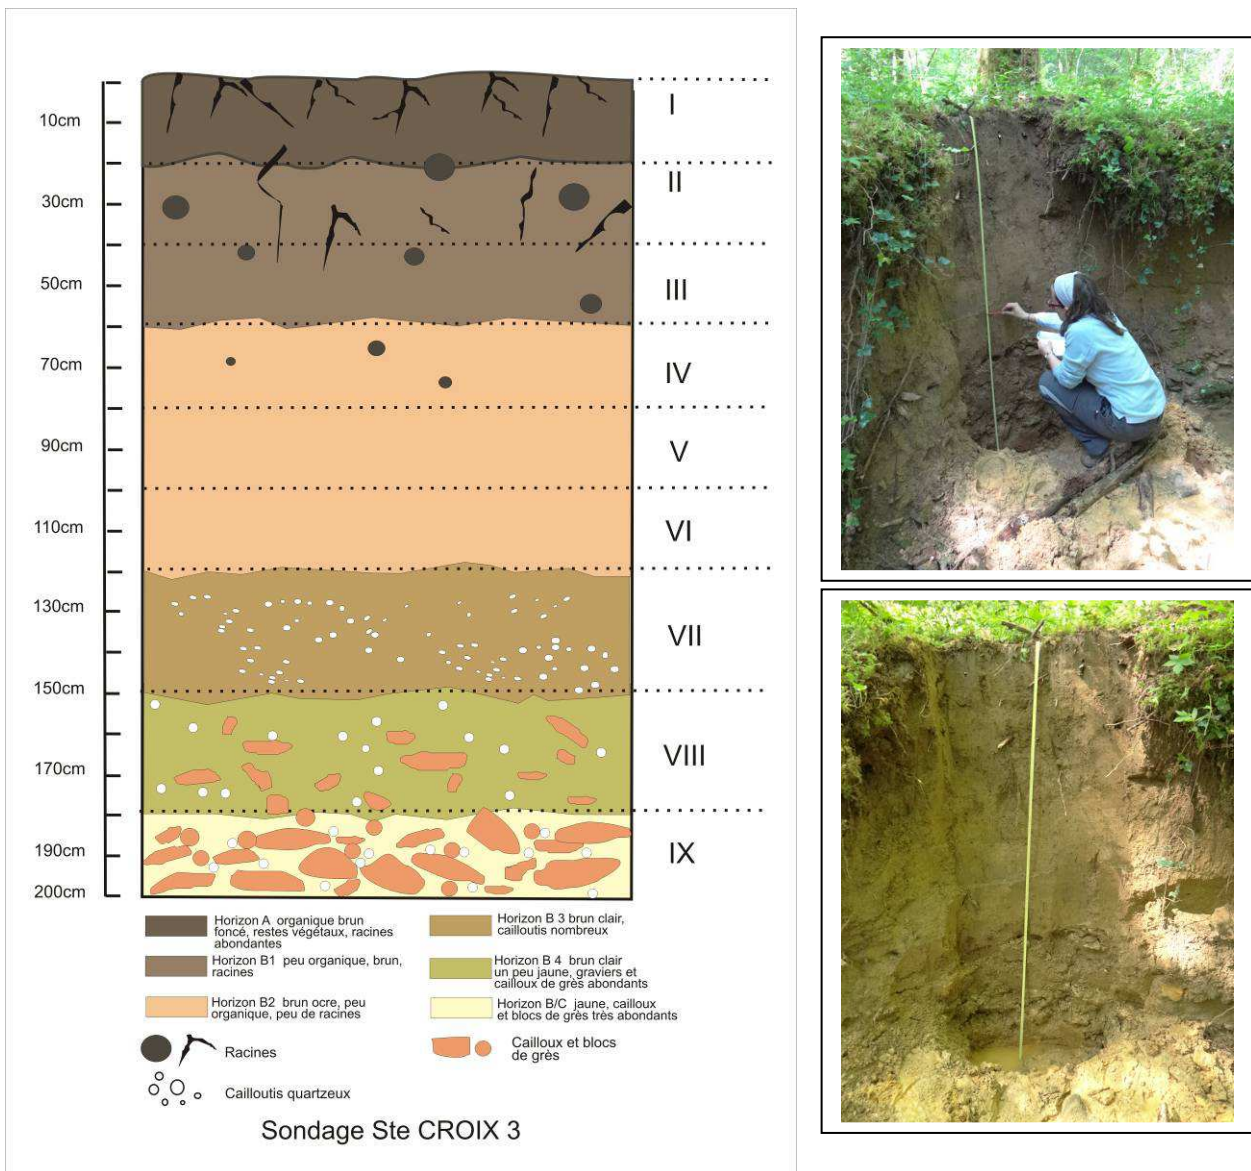 10cm
30cm
50cm
70cm
90cm
110cm
130cm
150cm
170cm
190cm
200cm
I
II
III
IV
V
VI
VII
VIII
IX
Horizon A organique brun
foncé, restes végétaux, racines
abondantes
Horizon B1 peu organique, brun,
racines
Horizon B2 brun ocre, peu
organique, peu de racines
Racines
Cailloutis quartzeux
Horizon B 3 brun clair,
cailloutis nombreux
Horizon B 4 brun clair
un peu jaune, graviers et
cailloux de grès abondants
Horizon B/C jaune, cailloux
et blocs de grès très abondants
Cailloux et blocs
de grès
Sondage Ste CROIX 3